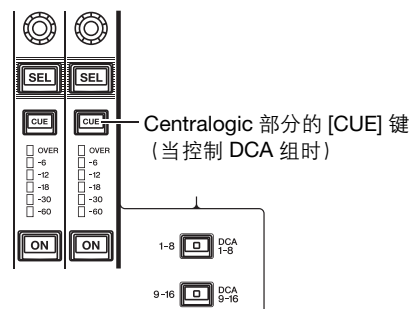 SEL SEL
CUE CUE
Centralogic 部分的 [CUE] 键
（当控制 DCA 组时）
OVER OVER
-6 -6
-12 -12
-18 -18
-30 -30
-60 -60
ON ON
1-8 DCA 1-8
9-16 DCA 9-16